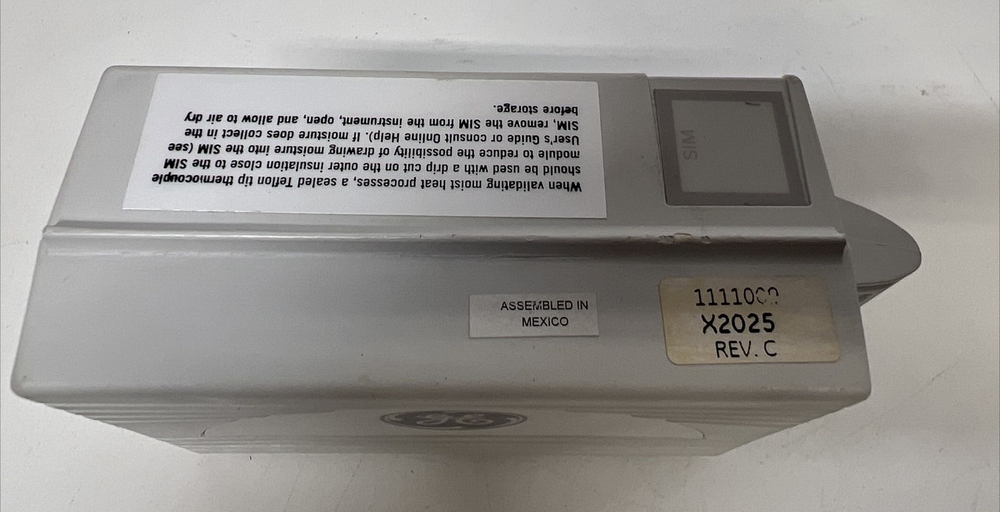 When validating moist heat processes, a sealed Teflon tip thermocouple
should be used with a drip cut on the outer insulation close to the SIM
module to reduce the possibility of drawing moisture into the SIM (see
User's Guide or consult Online Help). If moisture does collect in the
SIM, remove the SIM from the instrument, open, and allow to air dry
before storage.
SIM
ASSEMBLED IN
MEXICO
X2025
REV. C
GE